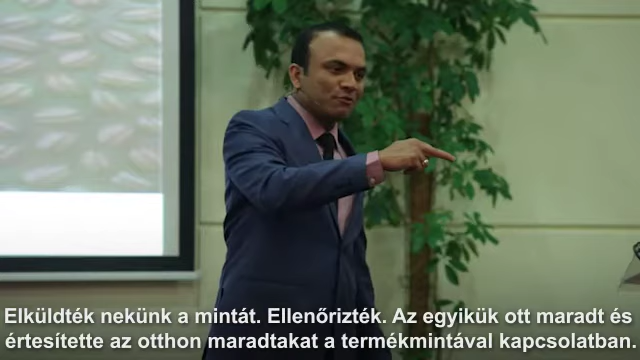 Elküldték nekünk a mintát. Ellenőrizték. Az egyikük ott maradt és
értesítette az otthon maradtakat a termékmintával kapcsolatban.